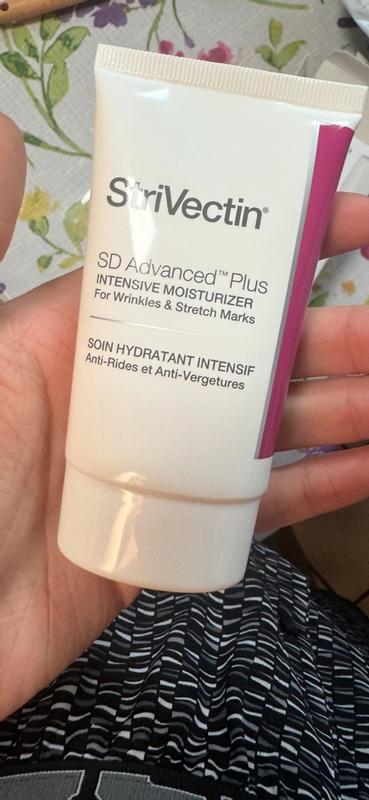 StriVectin®
SD Advanced™ Plus
INTENSIVE MOISTURIZER
For Wrinkles & Stretch Marks
SOIN HYDRATANT INTENSIF
Anti-Rides et Anti-Vergetures